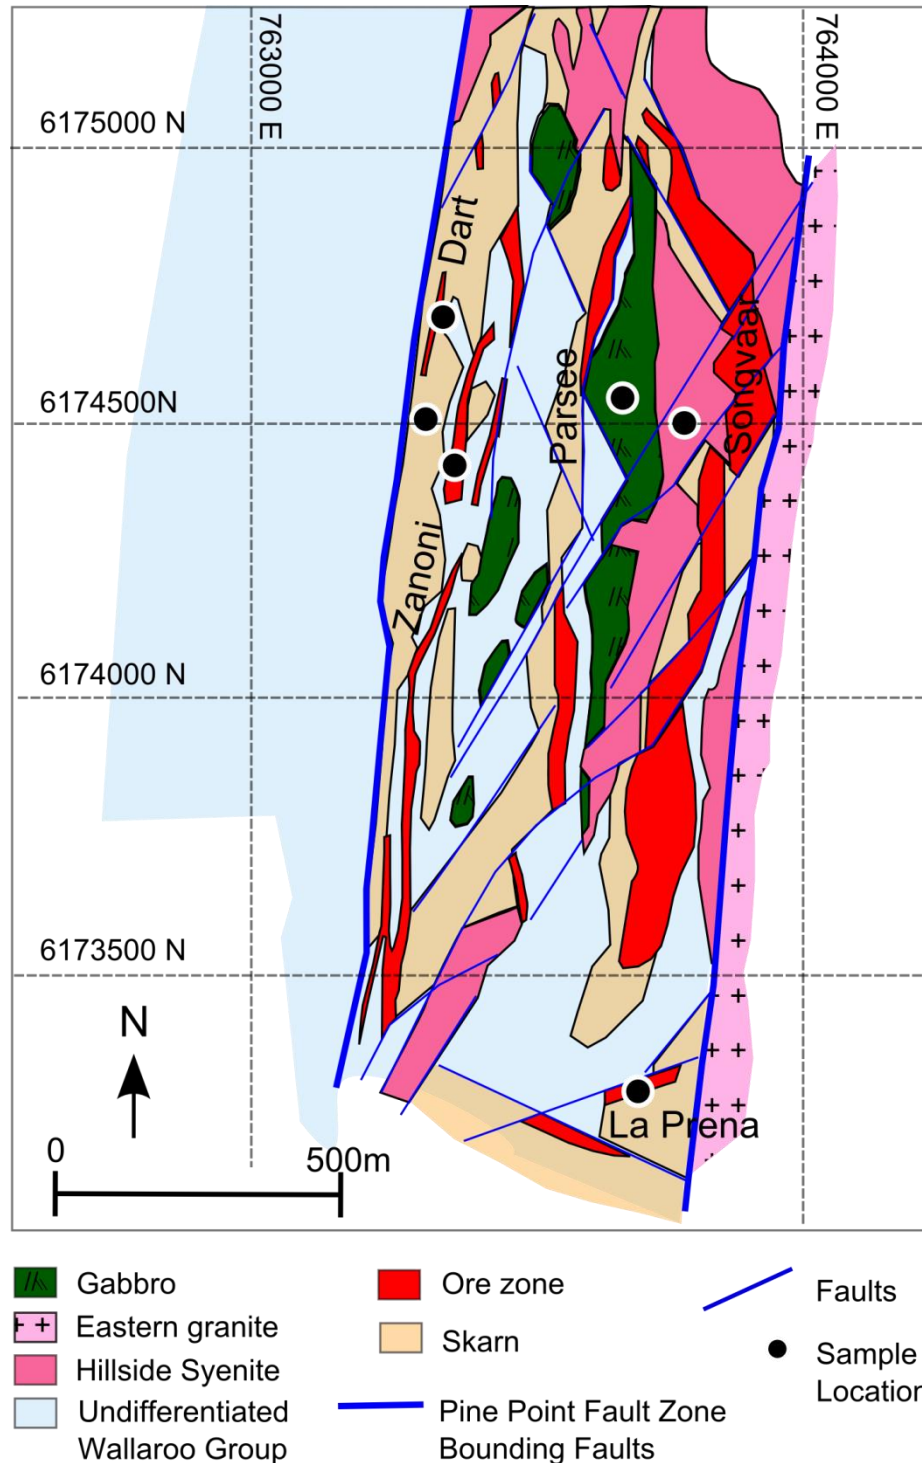 763000 E
764000 E
6175000 N
Dart
6174500N
Parsee
Songvaar
Zanoni
6174000 N
6173500 N
N
La Prena
0
500m
Gabbro
Ore zone
Faults
Eastern granite
Skarn
Sample
Location
Hillside Syenite
Undifferentiated
Wallaroo Group
Pine Point Fault Zone
Bounding Faults